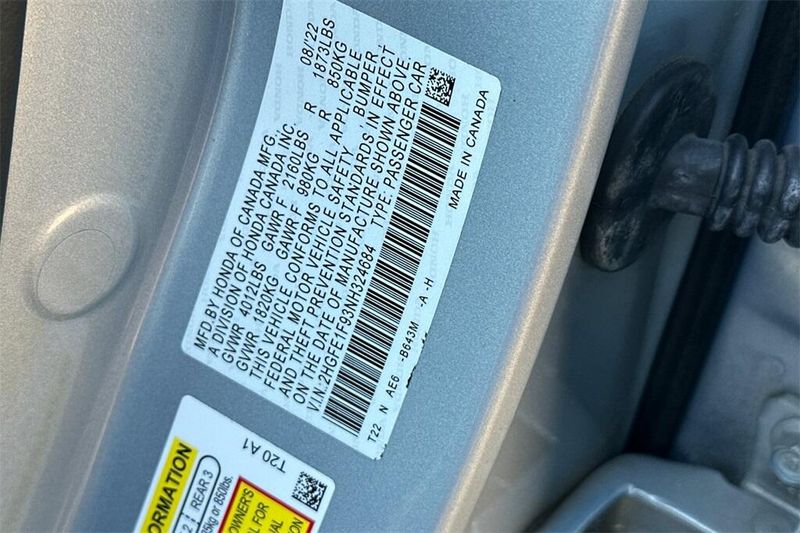 MFD.BY HONDA OF CANADA MFG., 08/22
A DIVISION OF HONDA CANADA INC.
GVWR 4012LBS GAWR F 2160LBS R 1873LBS
GVWR 1820KG GAWR F 980KG R 850KG
THIS VEHICLE CONFORMS TO ALL APPLICABLE
FEDERAL MOTOR VEHICLE SAFETY, BUMPER,
AND THEFT PREVENTION STANDARDS IN EFFECT
ON THE DATE OF MANUFACTURE SHOWN ABOVE.
V.I.N.:2HGFE1F93NH324684 TYPE: PASSENGER CAR
T22 N AE6 -B643M -A -H MADE IN CANADA
T20 A1
ORMATION
2 REAR 3
or 850lbs.
OWNER'S
FOR